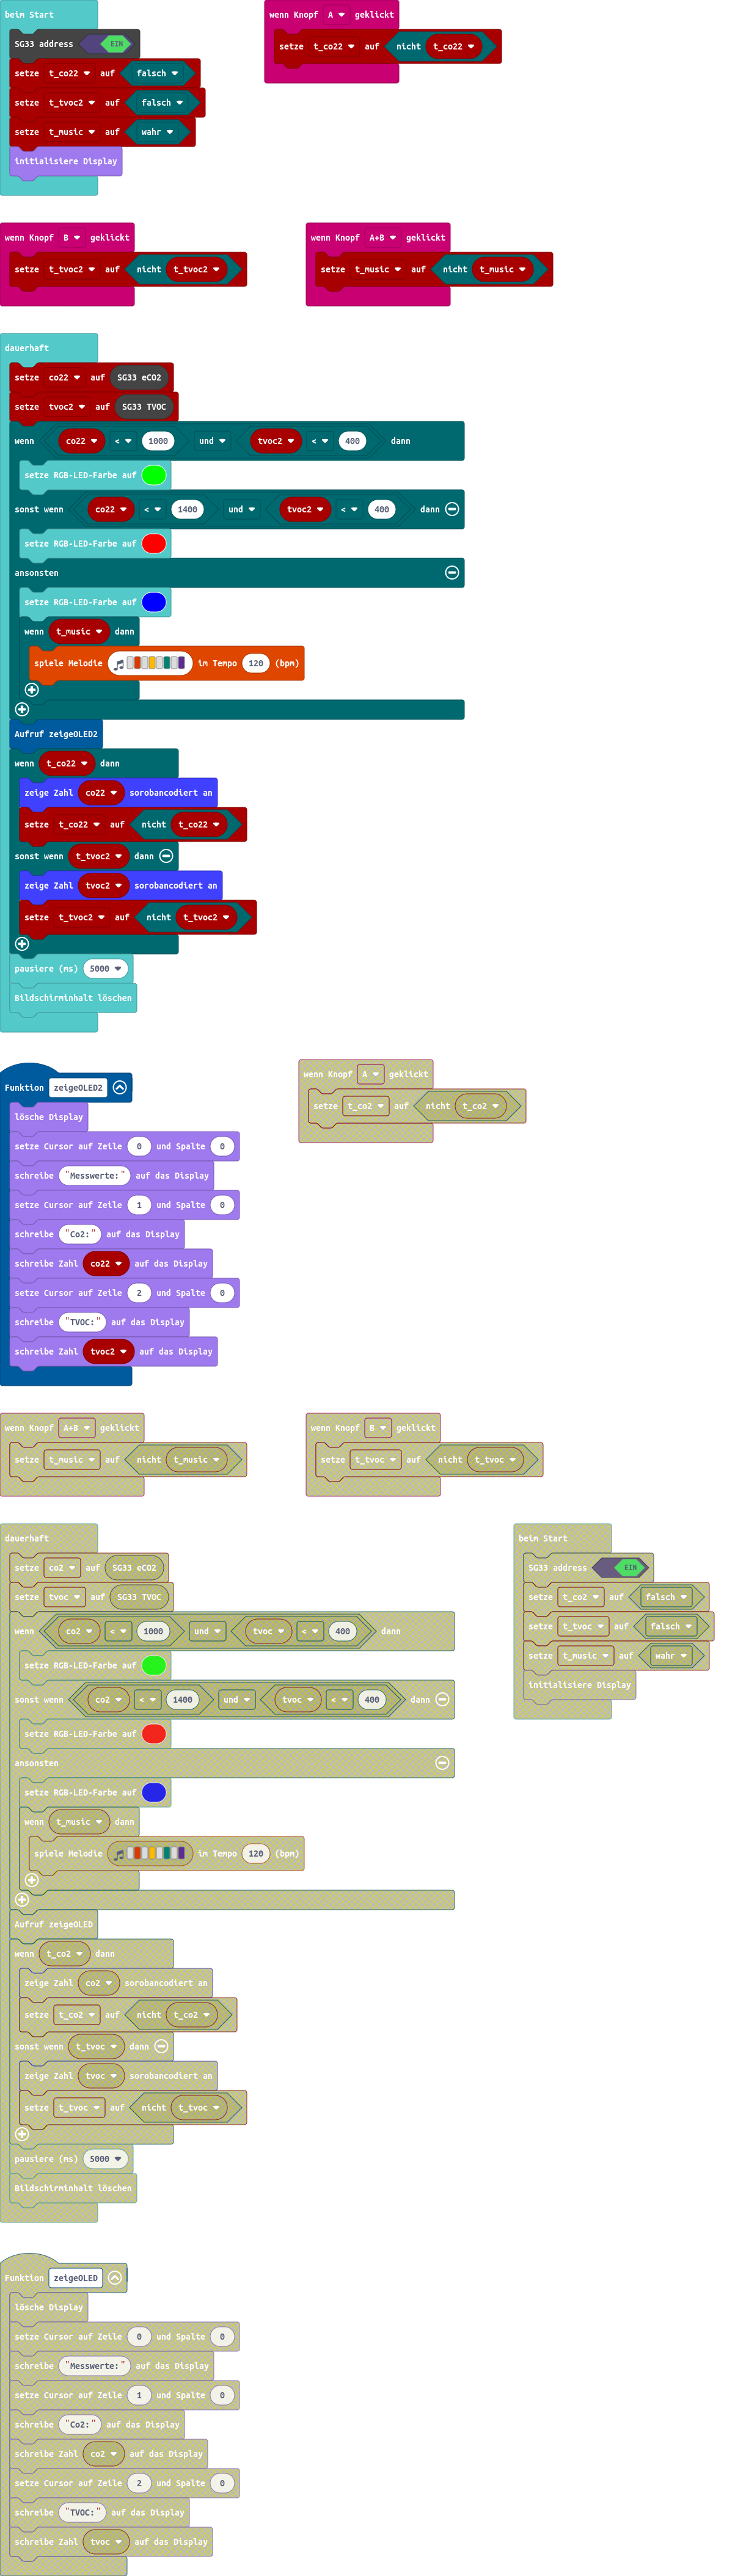 beim Start
SG33 address EIN
setze t_co22 auf falsch
setze t_tvoc2 auf falsch
setze t_music auf wahr
initialisiere Display
wenn Knopf A geklickt
setze t_co22 auf nicht t_co22
wenn Knopf B geklickt
setze t_tvoc2 auf nicht t_tvoc2
wenn Knopf A+B geklickt
setze t_music auf nicht t_music
dauerhaft
setze co22 auf SG33 eCO2
setze tvoc2 auf SG33 TVOC
wenn co22 < 1000 und tvoc2 < 400 dann
setze RGB-LED-Farbe auf
sonst wenn co22 < 1400 und tvoc2 < 400 dann
setze RGB-LED-Farbe auf
ansonsten
setze RGB-LED-Farbe auf
wenn t_music dann
spiele Melodie im Tempo 120 (bpm)
Aufruf zeigeOLED2
wenn t_co22 dann
zeige Zahl co22 sorobancodiert an
setze t_co22 auf nicht t_co22
sonst wenn t_tvoc2 dann
zeige Zahl tvoc2 sorobancodiert an
setze t_tvoc2 auf nicht t_tvoc2
pausiere (ms) 5000
Bildschirminhalt löschen
Funktion zeigeOLED2
lösche Display
setze Cursor auf Zeile 0 und Spalte 0
schreibe "Messwerte:" auf das Display
setze Cursor auf Zeile 1 und Spalte 0
schreibe "Co2:" auf das Display
schreibe Zahl co22 auf das Display
setze Cursor auf Zeile 2 und Spalte 0
schreibe "TVOC:" auf das Display
schreibe Zahl tvoc2 auf das Display
wenn Knopf A geklickt
setze t_co2 auf nicht t_co2
wenn Knopf A+B geklickt
setze t_music auf nicht t_music
wenn Knopf B geklickt
setze t_tvoc auf nicht t_tvoc
dauerhaft
setze co2 auf SG33 eCO2
setze tvoc auf SG33 TVOC
wenn co2 < 1000 und tvoc < 400 dann
setze RGB-LED-Farbe auf
sonst wenn co2 < 1400 und tvoc < 400 dann
setze RGB-LED-Farbe auf
ansonsten
setze RGB-LED-Farbe auf
wenn t_music dann
spiele Melodie im Tempo 120 (bpm)
Aufruf zeigeOLED
wenn t_co2 dann
zeige Zahl co2 sorobancodiert an
setze t_co2 auf nicht t_co2
sonst wenn t_tvoc dann
zeige Zahl tvoc sorobancodiert an
setze t_tvoc auf nicht t_tvoc
pausiere (ms) 5000
Bildschirminhalt löschen
beim Start
SG33 address EIN
setze t_co2 auf falsch
setze t_tvoc auf falsch
setze t_music auf wahr
initialisiere Display
Funktion zeigeOLED
lösche Display
setze Cursor auf Zeile 0 und Spalte 0
schreibe "Messwerte:" auf das Display
setze Cursor auf Zeile 1 und Spalte 0
schreibe "Co2:" auf das Display
schreibe Zahl co2 auf das Display
setze Cursor auf Zeile 2 und Spalte 0
schreibe "TVOC:" auf das Display
schreibe Zahl tvoc auf das Display